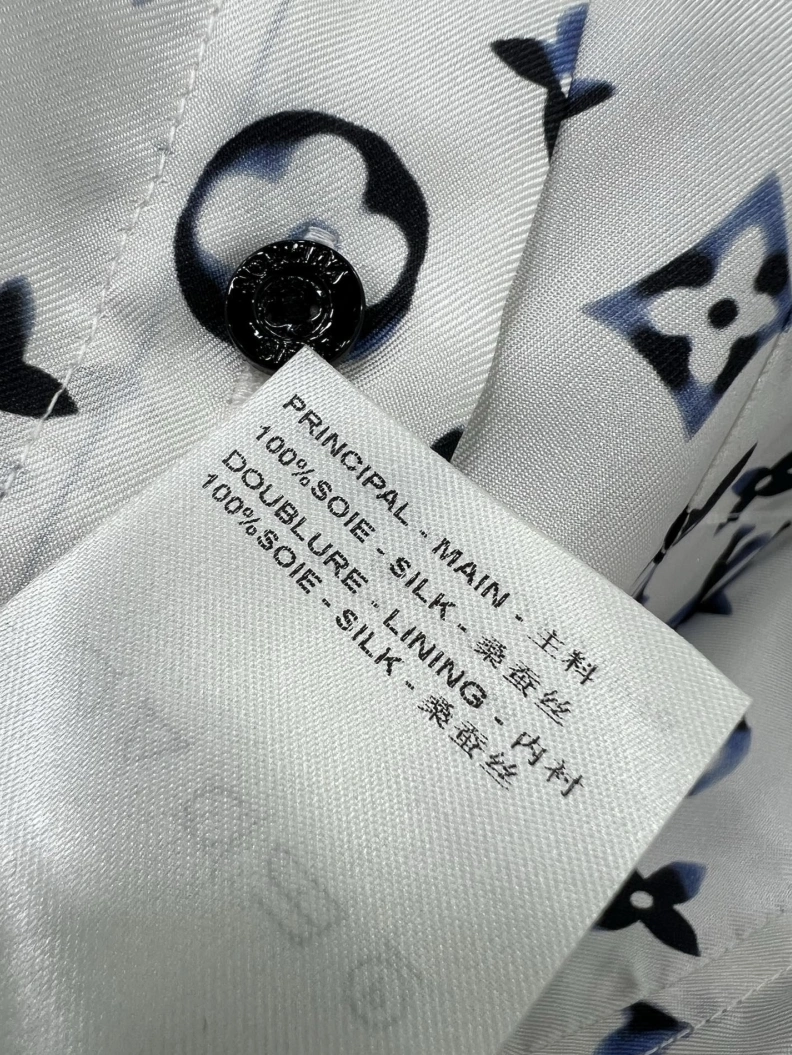 PRINCIPAL - MAIN - 主料
100%SOIE - SILK - 桑蚕丝
DOUBLURE - LINING - 内衬
100%SOIE - SILK - 桑蚕丝